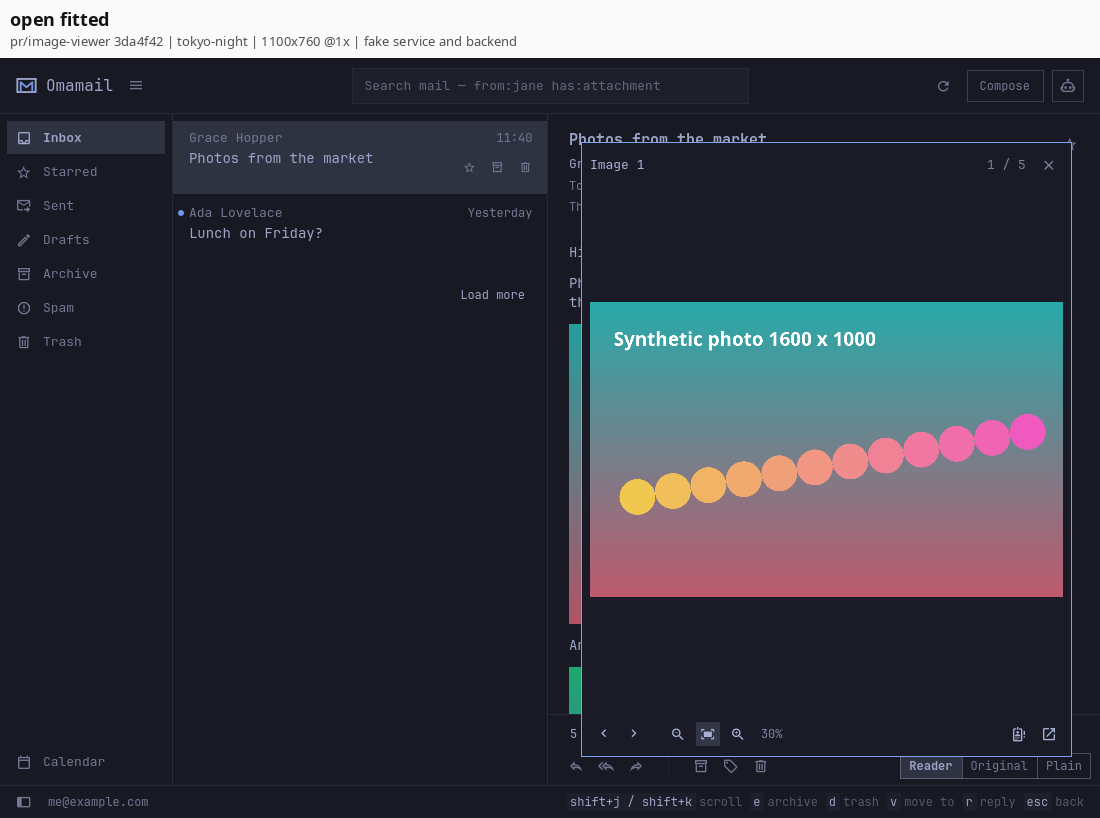 open fitted
pr/image-viewer 3da4f42 | tokyo-night | 1100x760 @1x | fake service and backend
Omamail
Search mail — from:jane has:attachment
Compose
Inbox
Starred
Sent
Drafts
Archive
Spam
Trash
Calendar
Grace Hopper 11:40
Photos from the market
Ada Lovelace Yesterday
Lunch on Friday?
Load more
Photos from the market
Image 1 1 / 5
Synthetic photo 1600 x 1000
5
30%
Reader Original Plain
me@example.com
shift+j / shift+k scroll e archive d trash v move to r reply esc back